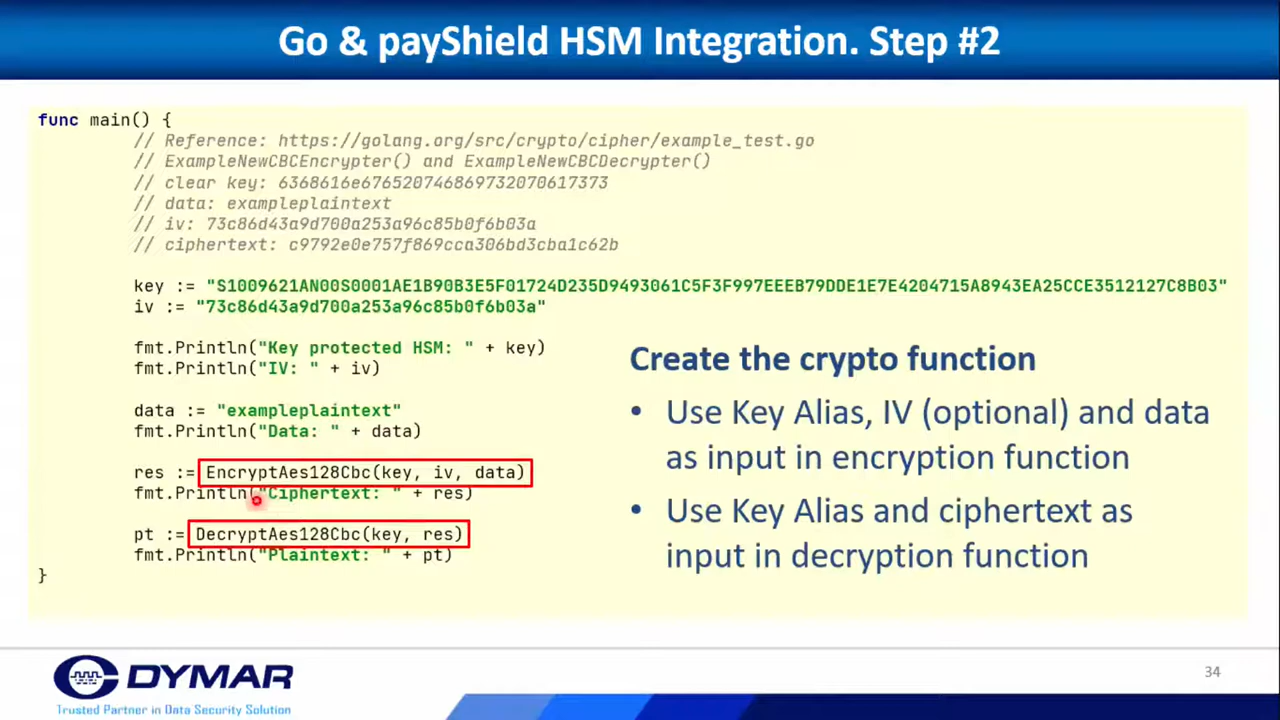 Go & payShield HSM Integration. Step #2
func main() {
// Reference: https://golang.org/src/crypto/cipher/example_test.go
// ExampleNewCBCEncrypter() and ExampleNewCBCDecrypter()
// clear key: 6368616e676520746869732070617373
// data: exampleplaintext
// iv: 73c86d43a9d700a253a96c85b0f6b03a
// ciphertext: c9792e0e757f869cca306bd3cba1c62b
key := "S1009621AN00S0001AE1B90B3E5F01724D235D9493061C5F3F997EEEB79DDE1E7E4204715A8943EA25CCE3512127C8B03"
iv := "73c86d43a9d700a253a96c85b0f6b03a"
fmt.Println("Key protected HSM: " + key)
fmt.Println("IV: " + iv)
data := "exampleplaintext"
fmt.Println("Data: " + data)
res := EncryptAes128Cbc(key, iv, data)
fmt.Println("Ciphertext: " + res)
pt := DecryptAes128Cbc(key, res)
fmt.Println("Plaintext: " + pt)
}
Create the crypto function
• Use Key Alias, IV (optional) and data
as input in encryption function
• Use Key Alias and ciphertext as
input in decryption function
DYMAR
Trusted Partner in Data Security Solution
34